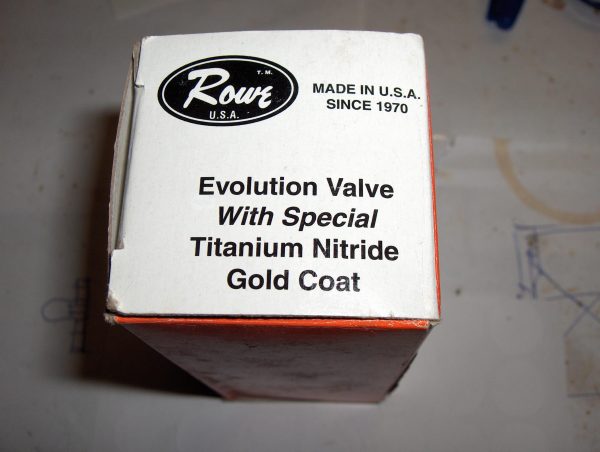 T.M.
Rowe
U.S.A.
MADE IN U.S.A.
SINCE 1970
Evolution Valve
With Special
Titanium Nitride
Gold Coat